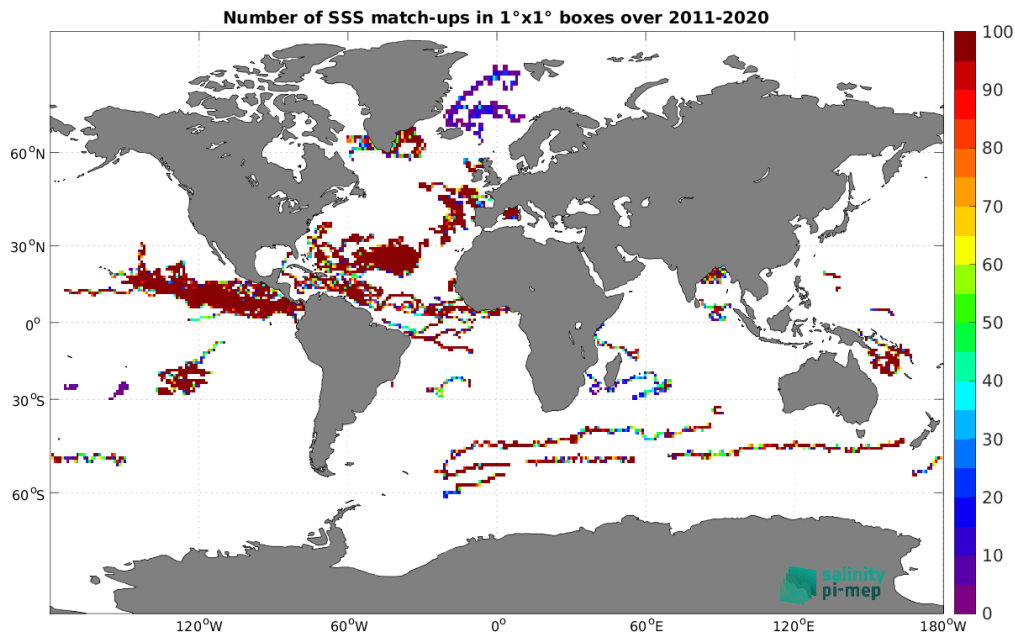 Number of SSS match-ups in 1°x1° boxes over 2011-2020
100
90
80
70
60
50
40
30
20
10
0
60°N
30°N
0°
30°S
60°S
120°W
60°W
0°E
60°E
120°E
180°W
salinity
pi-mep